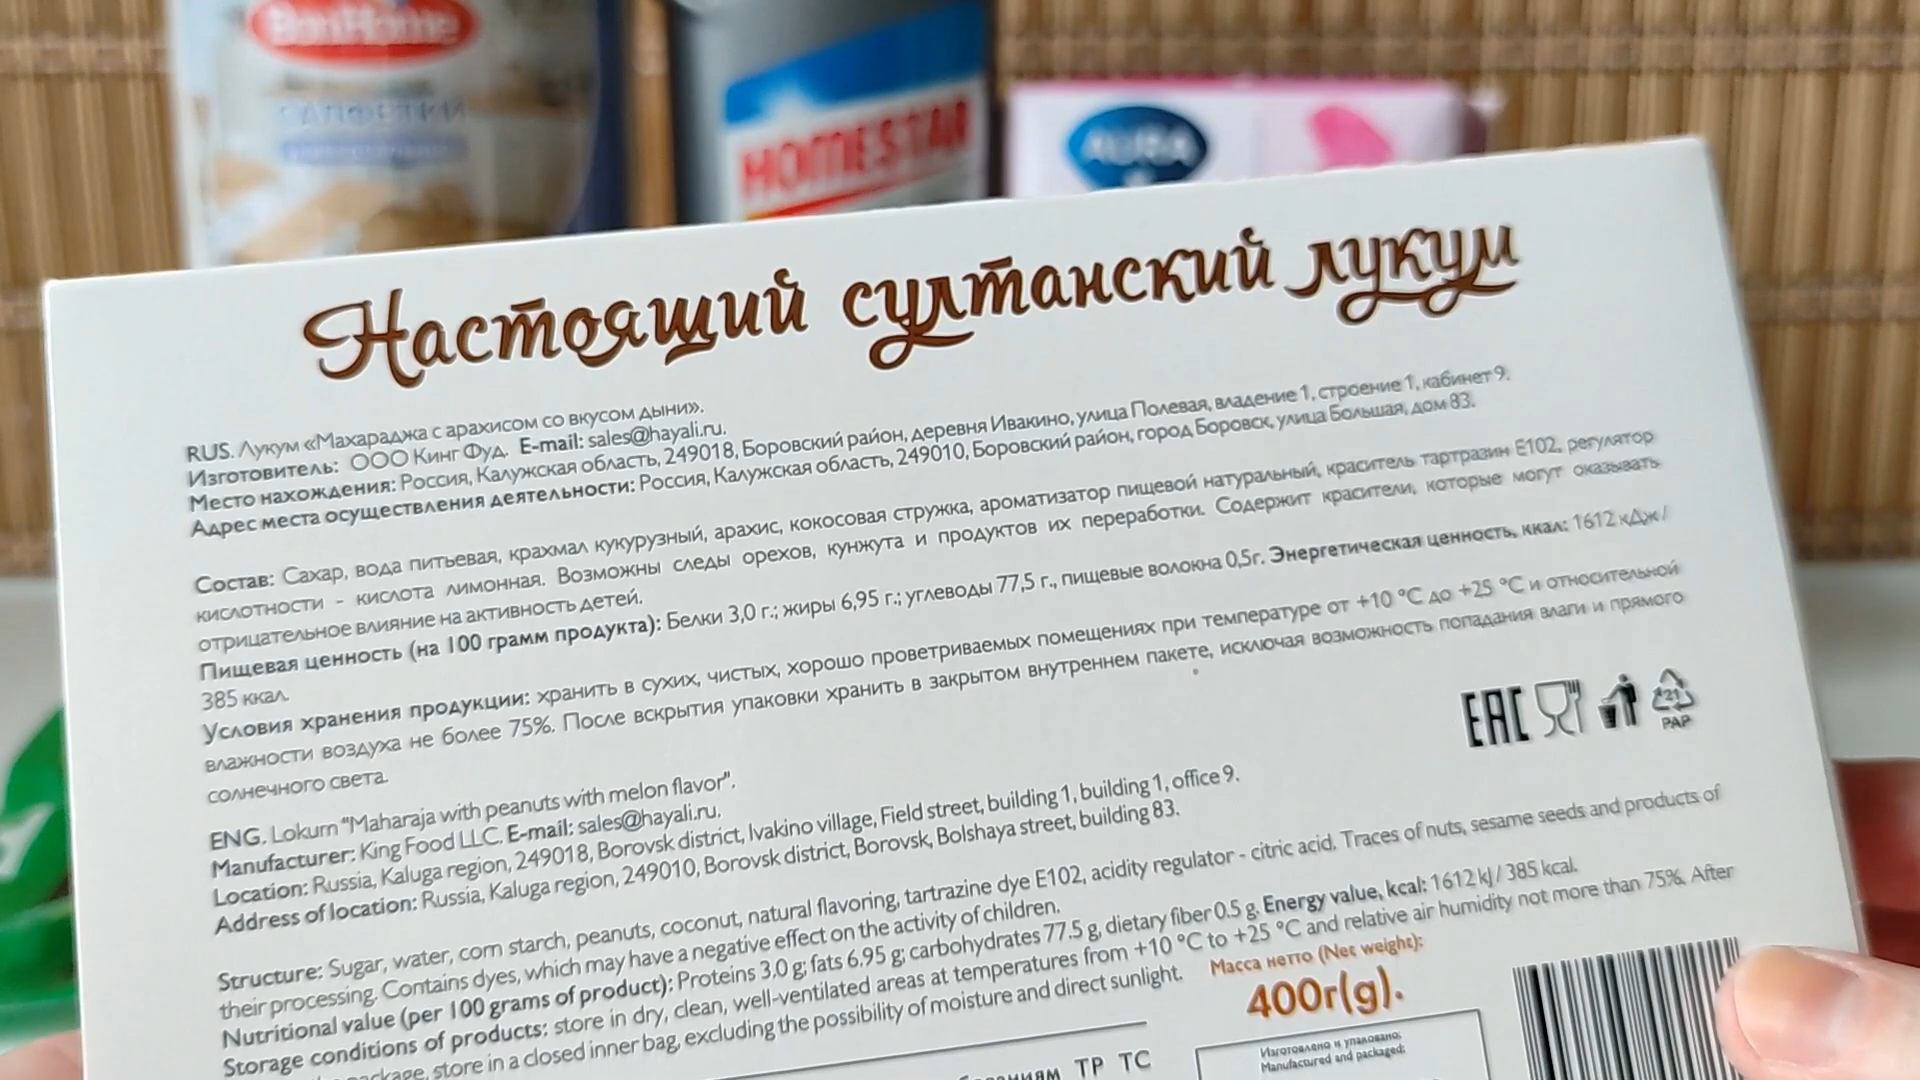 BonHome
САЛФЕТКИ
HOMESTAR
AURA
Настоящий султанский лукум
RUS. Лукум «Махараджа с арахисом со вкусом дыни».
Изготовитель: ООО Кинг Фуд. E-mail: sales@hayali.ru.
Место нахождения: Россия, Калужская область, 249018, Боровский район, деревня Ивакино, улица Полевая, владение 1, строение 1, кабинет 9.
Адрес места осуществления деятельности: Россия, Калужская область, 249010, Боровский район, город Боровск, улица Большая, дом 83.
Состав: Сахар, вода питьевая, крахмал кукурузный, арахис, кокосовая стружка, ароматизатор пищевой натуральный, краситель тартразин Е102, регулятор
кислотности - кислота лимонная. Возможны следы орехов, кунжута и продуктов их переработки. Содержит красители, которые могут оказывать
отрицательное влияние на активность детей.
Пищевая ценность (на 100 грамм продукта): Белки 3,0 г.; жиры 6,95 г.; углеводы 77,5 г., пищевые волокна 0,5г. Энергетическая ценность, ккал: 1612 кДж /
385 ккал.
Условия хранения продукции: хранить в сухих, чистых, хорошо проветриваемых помещениях при температуре от +10 °С до +25 °С и относительной
влажности воздуха не более 75%. После вскрытия упаковки хранить в закрытом внутреннем пакете, исключая возможность попадания влаги и прямого
солнечного света.
EAC
21
PAP
ENG. Lokum "Maharaja with peanuts with melon flavor".
Manufacturer: King Food LLC. E-mail: sales@hayali.ru.
Location: Russia, Kaluga region, 249018, Borovsk district, Ivakino village, Field street, building 1, building 1, office 9.
Address of location: Russia, Kaluga region, 249010, Borovsk district, Borovsk, Bolshaya street, building 83.
Structure: Sugar, water, corn starch, peanuts, coconut, natural flavoring, tartrazine dye E102, acidity regulator - citric acid. Traces of nuts, sesame seeds and products of
their processing. Contains dyes, which may have a negative effect on the activity of children.
Nutritional value (per 100 grams of product): Proteins 3.0 g; fats 6.95 g; carbohydrates 77.5 g, dietary fiber 0.5 g. Energy value, kcal: 1612 kJ / 385 kcal.
Storage conditions of products: store in dry, clean, well-ventilated areas at temperatures from +10 °C to +25 °C and relative air humidity not more than 75%. After
package, store in a closed inner bag, excluding the possibility of moisture and direct sunlight.
Масса нетто (Net weight):
400г(g).
ТР ТС
Изготовлено и упаковано:
Manufactured and packaged: